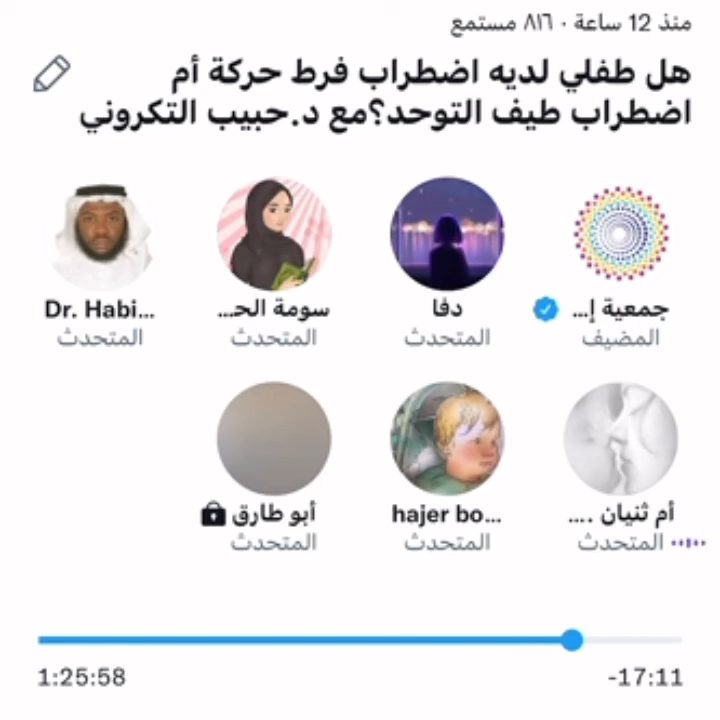 منذ 12 ساعة · ٨١٦ مستمع
هل طفلي لديه اضطراب فرط حركة أم
اضطراب طيف التوحد؟مع د.حبيب التكروني
جمعية إ... دفا سومة الحـ... Dr. Habi...
المضيف المتحدث المتحدث المتحدث
أم ثنيان .... hajer bo... أبو طارق
المتحدث المتحدث المتحدث
1:25:58 -17:11